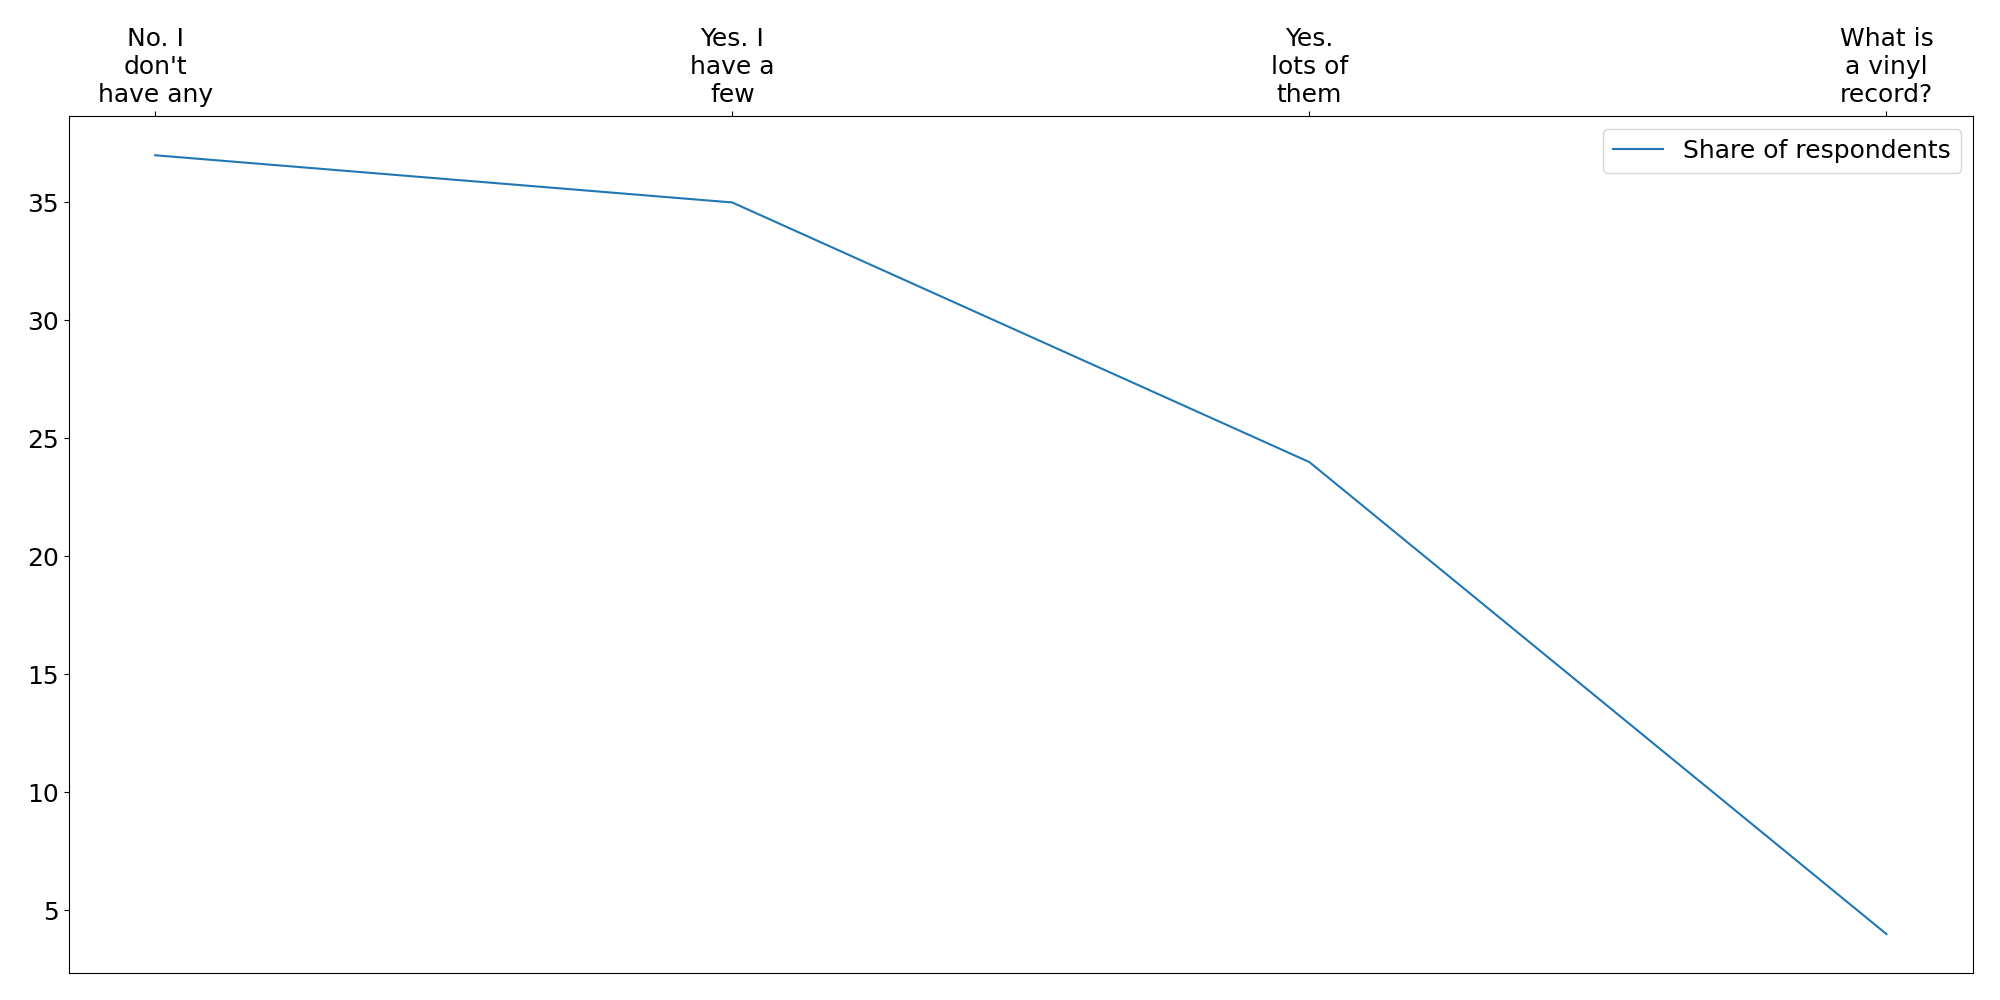 No. I
don't
have any
Yes. I
have a
few
Yes.
lots of
them
What is
a vinyl
record?
Share of respondents
35
30
25
20
15
10
5